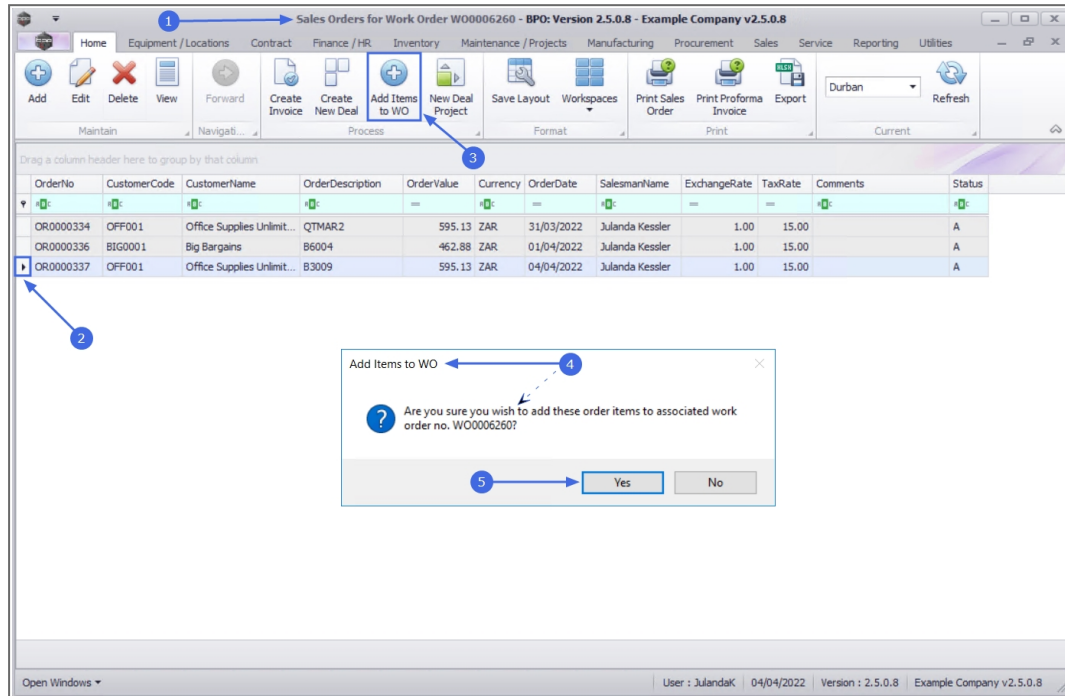 1
Sales Orders for Work Order WO0006260 - BPO: Version 2.5.0.8 - Example Company v2.5.0.8
Home Equipment / Locations Contract Finance / HR Inventory Maintenance / Projects Manufacturing Procurement Sales Service Reporting Utilities
Add Edit Delete View Forward Create Invoice Create New Deal Add Items to WO New Deal Project Save Layout Workspaces Print Sales Order Print Proforma Invoice Export Durban Refresh
Maintain Navigati... Process Format Print Current
3
Drag a column header here to group by that column
OrderNo CustomerCode CustomerName OrderDescription OrderValue Currency OrderDate SalesmanName ExchangeRate TaxRate Comments Status
OR0000334 OFF001 Office Supplies Unlimit... QTMAR2 595.13 ZAR 31/03/2022 Julanda Kessler 1.00 15.00 A
OR0000336 BIG0001 Big Bargains B6004 462.88 ZAR 01/04/2022 Julanda Kessler 1.00 15.00 A
OR0000337 OFF001 Office Supplies Unlimit... B3009 595.13 ZAR 04/04/2022 Julanda Kessler 1.00 15.00 A
2
Add Items to WO
4
Are you sure you wish to add these order items to associated work
order no. WO0006260?
5
Yes No
Open Windows User : JulandaK 04/04/2022 Version : 2.5.0.8 Example Company v2.5.0.8